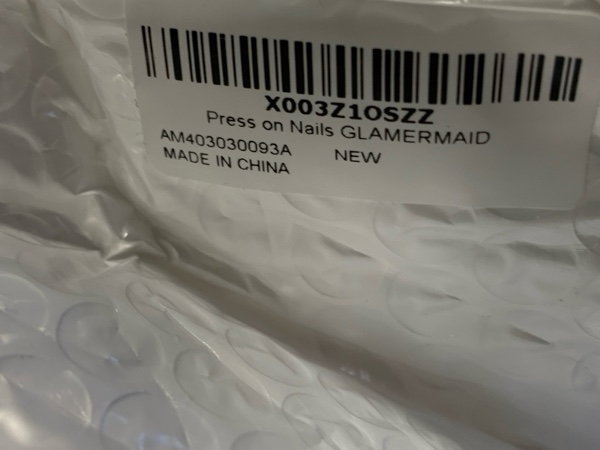 X003Z1OSZZ
Press on Nails GLAMERMAID
AM403030093A NEW
MADE IN CHINA